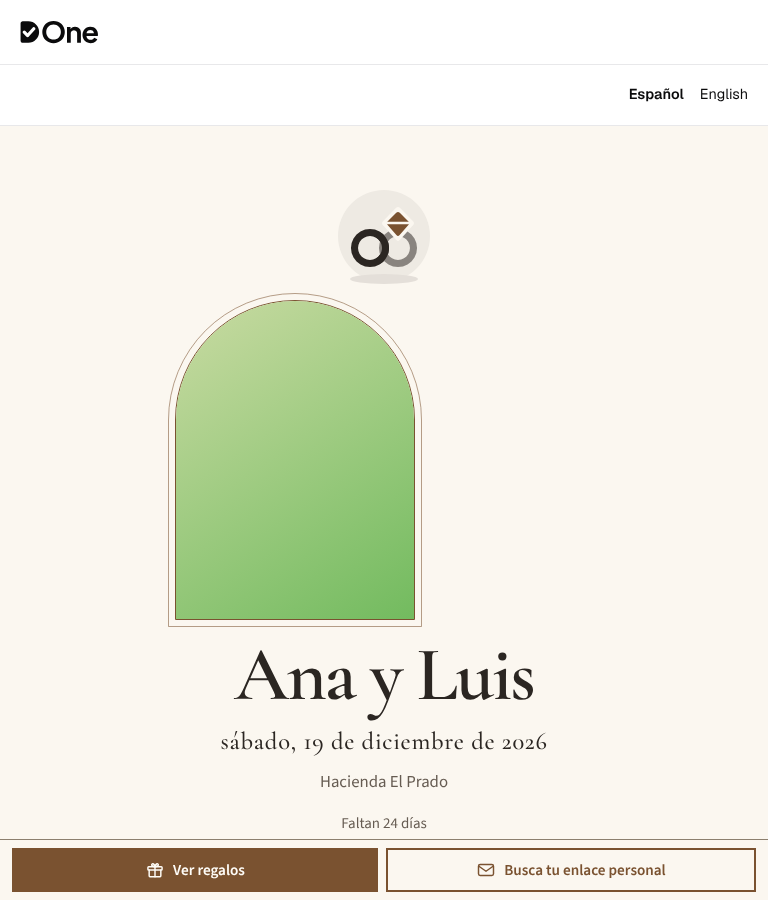 One
Español English
Ana y Luis
sábado, 19 de diciembre de 2026
Hacienda El Prado
Faltan 24 días
Ver regalos
Busca tu enlace personal